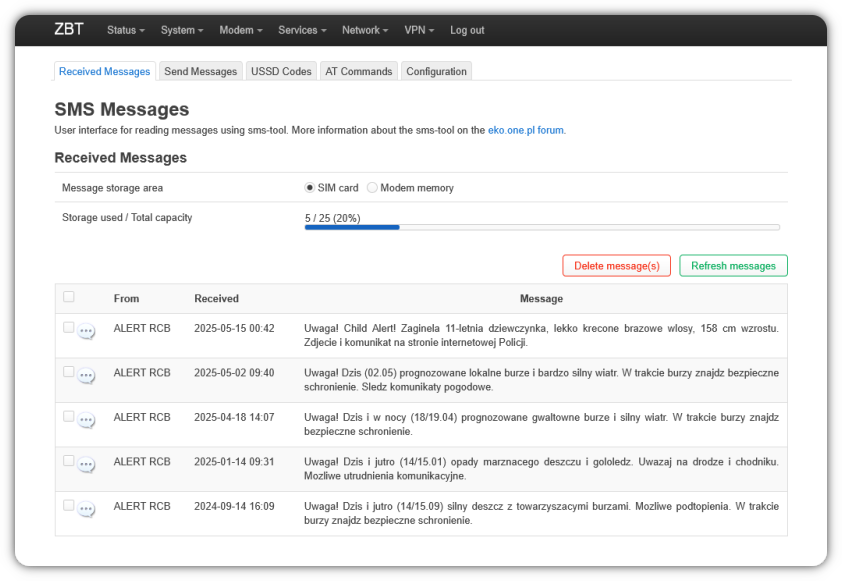 ZBT Status System Modem Services Network VPN Log out
Received Messages Send Messages USSD Codes AT Commands Configuration
SMS Messages
User interface for reading messages using sms-tool. More information about the sms-tool on the eko.one.pl forum.
Received Messages
Message storage area SIM card Modem memory
Storage used / Total capacity 5 / 25 (20%)
Delete message(s) Refresh messages
From Received Message
ALERT RCB 2025-05-15 00:42 Uwaga! Child Alert! Zaginela 11-letnia dziewczynka, lekko krecone brazowe wlosy, 158 cm wzrostu.
Zdjecie i komunikat na stronie internetowej Policji.
ALERT RCB 2025-05-02 09:40 Uwaga! Dzis (02.05) prognozowane lokalne burze i bardzo silny wiatr. W trakcie burzy znajdz bezpieczne
schronienie. Sledz komunikaty pogodowe.
ALERT RCB 2025-04-18 14:07 Uwaga! Dzis i w nocy (18/19.04) prognozowane gwaltowne burze i silny wiatr. W trakcie burzy znajdz
bezpieczne schronienie.
ALERT RCB 2025-01-14 09:31 Uwaga! Dzis i jutro (14/15.01) opady marznacego deszczu i gololedz. Uwazaj na drodze i chodniku.
Mozliwe utrudnienia komunikacyjne.
ALERT RCB 2024-09-14 16:09 Uwaga! Dzis i jutro (14/15.09) silny deszcz z towarzyszacymi burzami. Mozliwe podtopienia. W trakcie
burzy znajdz bezpieczne schronienie.